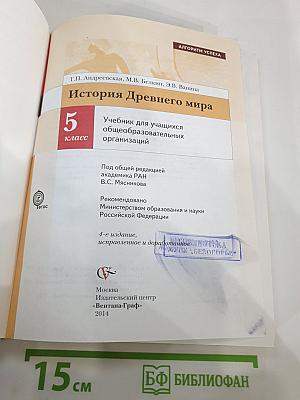 АЛГОРИТМ УСПЕХА
Т.П. Андреевская, М.В. Белкин, Э.В. Ванина
История Древнего мира
5
класс
Учебник для учащихся
общеобразовательных
организаций
Под общей редакцией
академика РАН
В.С. Мясникова
Рекомендовано
Министерством образования и науки
Российской Федерации
ФГОС
4-е издание,
исправленное и доработанное
Москва
Издательский центр
«Вентана-Граф»
2014
15 см
БФ БИБЛИОФАН